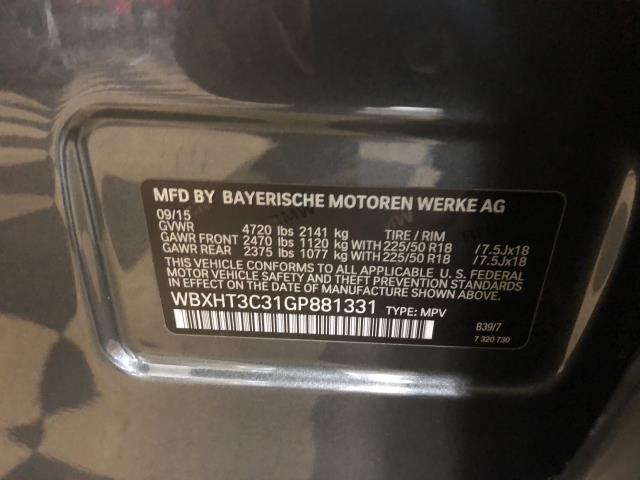 MFD BY BAYERISCHE MOTOREN WERKE AG
09/15
GVWR 4720 lbs 2141 kg TIRE / RIM
GAWR FRONT 2470 lbs 1120 kg WITH 225/50 R18 /7.5Jx18
GAWR REAR 2375 lbs 1077 kg WITH 225/50 R18 /7.5Jx18
THIS VEHICLE CONFORMS TO ALL APPLICABLE U. S. FEDERAL
MOTOR VEHICLE SAFETY AND THEFT PREVENTION STANDARDS
IN EFFECT ON THE DATE OF MANUFACTURE SHOWN ABOVE.
WBXHT3C31GP881331 TYPE: MPV
B39/7
7 320 730